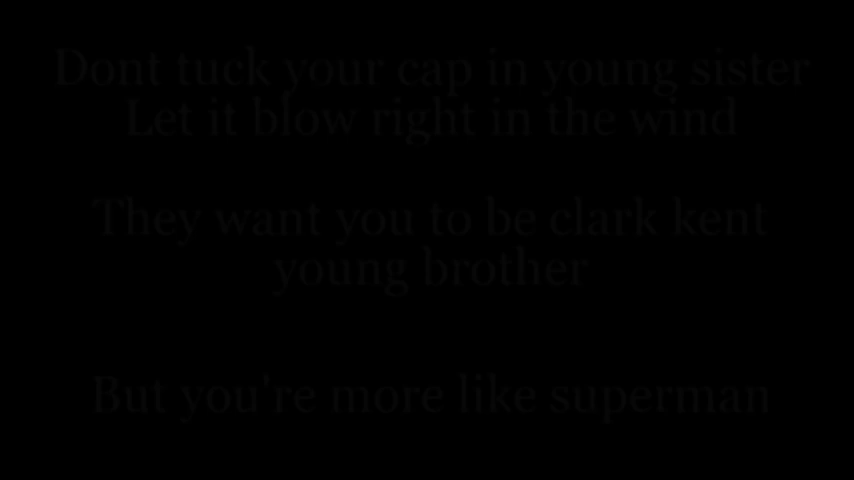 Dont tuck your cap in young sister
Let it blow right in the wind
They want you to be clark kent
young brother
But you're more like superman